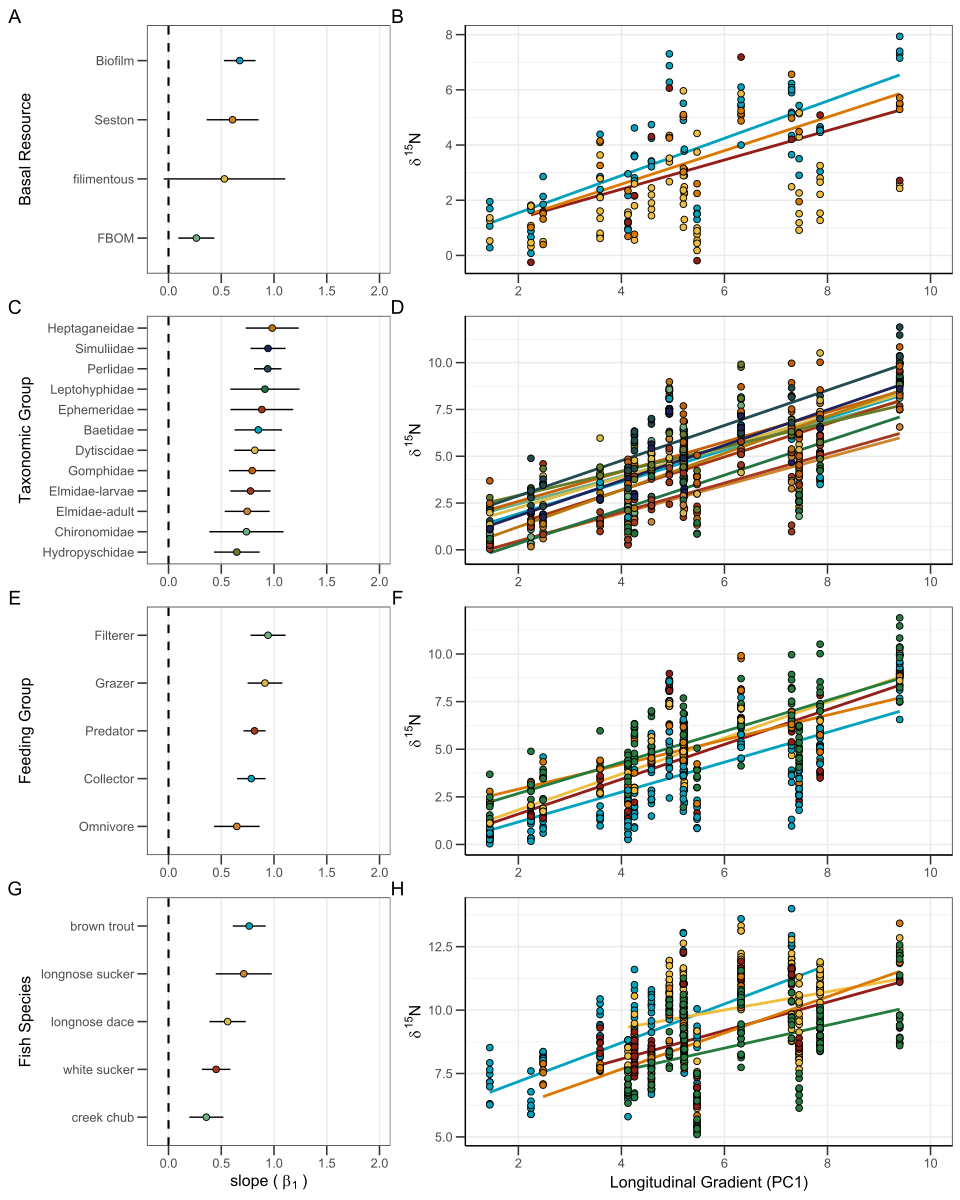 A
Basal Resource
Biofilm
Seston
filimentous
FBOM
0.0 0.5 1.0 1.5 2.0
B
δ 15N
8
6
4
2
0
2 4 6 8 10
C
Taxonomic Group
Heptaganeidae
Simuliidae
Perlidae
Leptohyphidae
Ephemeridae
Baetidae
Dytiscidae
Gomphidae
Elmidae-larvae
Elmidae-adult
Chironomidae
Hydropyschidae
0.0 0.5 1.0 1.5 2.0
D
δ 15N
10.0
7.5
5.0
2.5
0.0
2 4 6 8 10
E
Feeding Group
Filterer
Grazer
Predator
Collector
Omnivore
0.0 0.5 1.0 1.5 2.0
F
δ 15N
10.0
7.5
5.0
2.5
0.0
2 4 6 8 10
G
Fish Species
brown trout
longnose sucker
longnose dace
white sucker
creek chub
0.0 0.5 1.0 1.5 2.0
slope ( β1 )
H
δ 15N
12.5
10.0
7.5
5.0
2 4 6 8 10
Longitudinal Gradient (PC1)